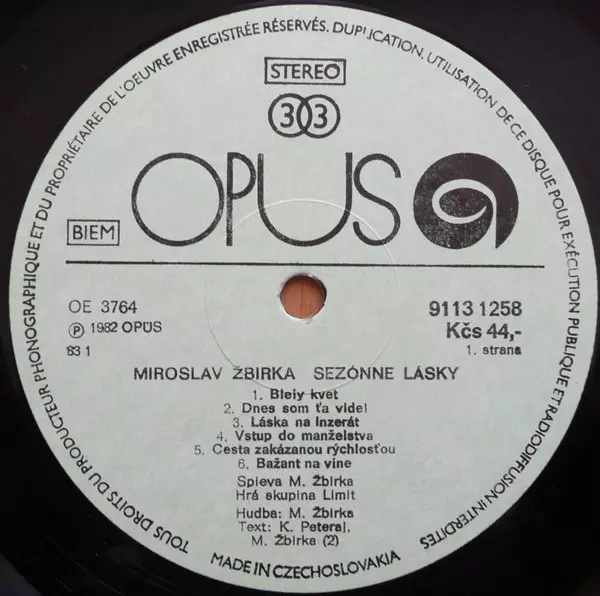 TOUS DROITS DU PRODUCTEUR PHONOGRAPHIQUE ET DU PROPRIÉTAIRE DE L'OEUVRE ENREGISTRÉE RÉSERVÉS. DUPLICATION, UTILISATION DE CE DISQUE POUR EXÉCUTION PUBLIQUE ET RADIODIFFUSION INTERDITES
STEREO
33
OPUS
BIEM
OE 3764
℗ 1982 OPUS
83 1
9113 1258
Kčs 44,-
1. strana
MIROSLAV ŽBIRKA SEZÓNNE LÁSKY
1. Biely kvet
2. Dnes som ťa videl
3. Láska na inzerát
4. Vstup do manželstva
5. Cesta zakázanou rýchlosťou
6. Bažant na víne
Spieva M. Žbirka
Hrá skupina Limit
Hudba: M. Žbirka
Text: K. Peteraj,
M. Žbirka (2)
MADE IN CZECHOSLOVAKIA